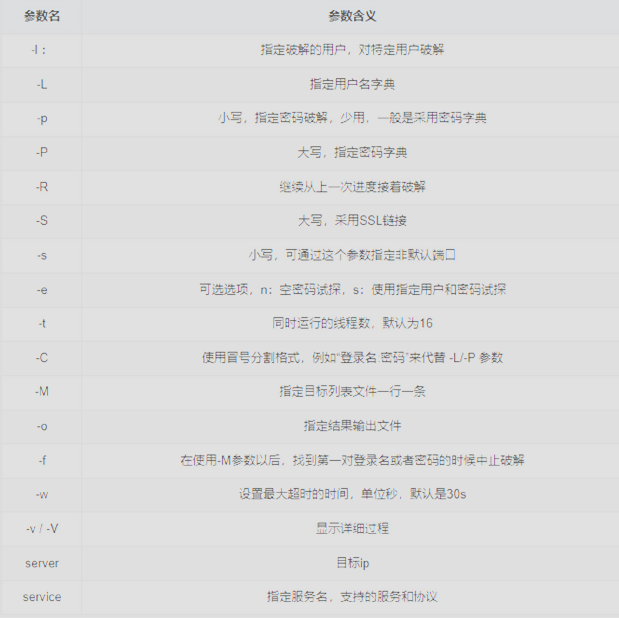 参数名 参数含义
-l： 指定破解的用户，对特定用户破解
-L 指定用户名字典
-p 小写，指定密码破解，少用，一般是采用密码字典
-P 大写，指定密码字典
-R 继续从上一次进度接着破解
-S 大写，采用SSL链接
-s 小写，可通过这个参数指定非默认端口
-e 可选选项，n：空密码试探，s：使用指定用户和密码试探
-t 同时运行的线程数，默认为16
-C 使用冒号分割格式，例如“登录名:密码”来代替 -L/-P 参数
-M 指定目标列表文件一行一条
-o 指定结果输出文件
-f 在使用-M参数以后，找到第一对登录名或者密码的时候中止破解
-w 设置最大超时的时间，单位秒，默认是30s
-v / -V 显示详细过程
server 目标ip
service 指定服务名，支持的服务和协议